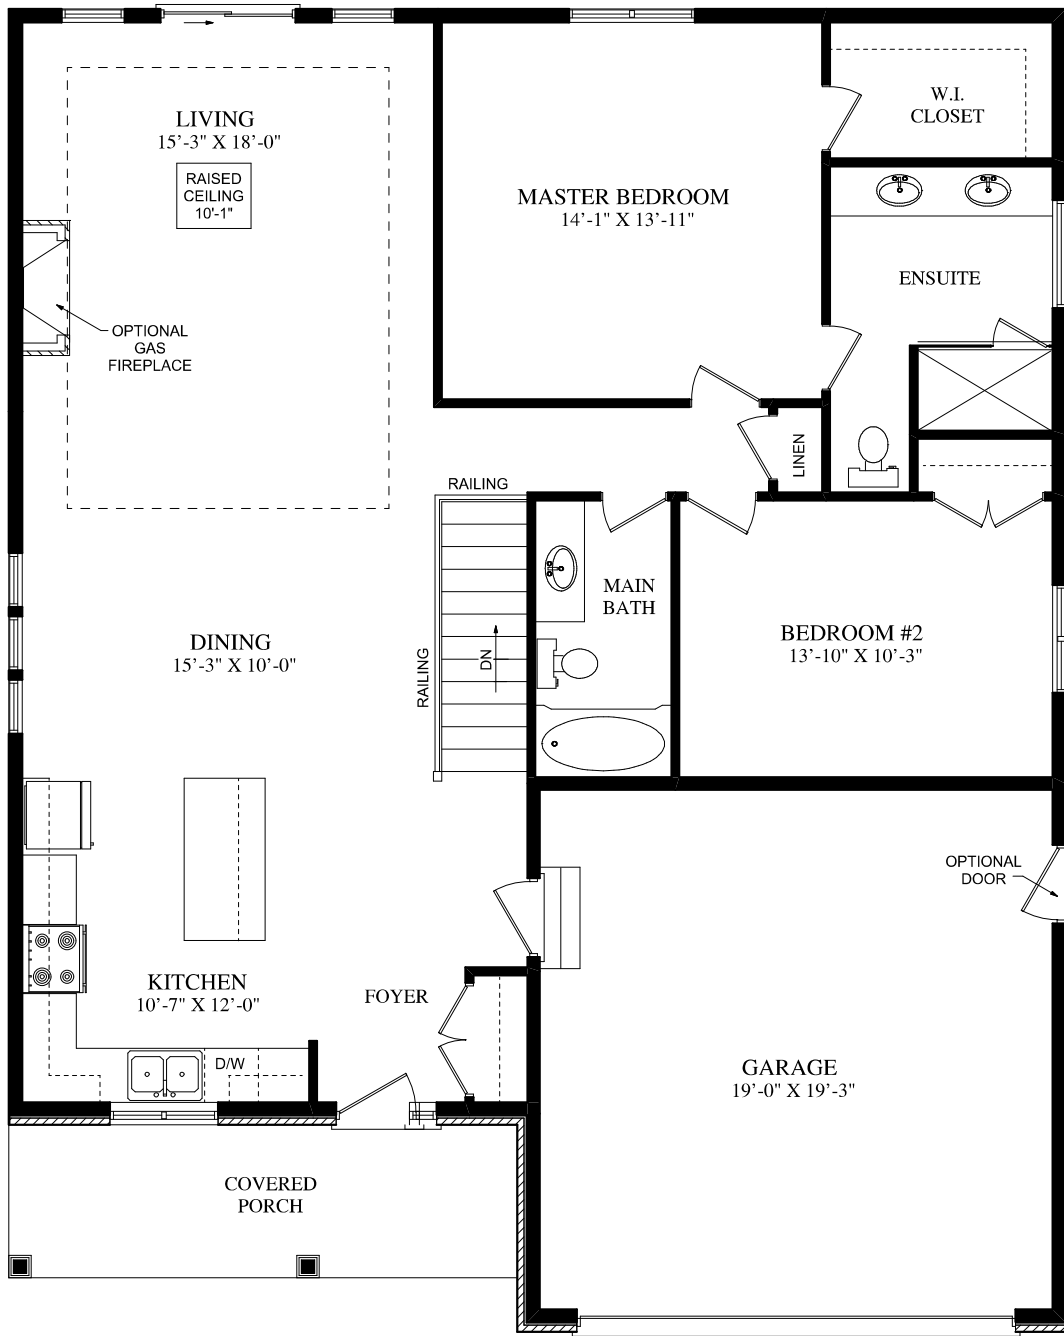 LIVING
15'-3" X 18'-0"
RAISED
CEILING
10'-1"
OPTIONAL
GAS
FIREPLACE
MASTER BEDROOM
14'-1" X 13'-11"
W.I.
CLOSET
ENSUITE
LINEN
RAILING
RAILING
DN
MAIN
BATH
BEDROOM #2
13'-10" X 10'-3"
DINING
15'-3" X 10'-0"
KITCHEN
10'-7" X 12'-0"
D/W
FOYER
OPTIONAL
DOOR
GARAGE
19'-0" X 19'-3"
COVERED
PORCH